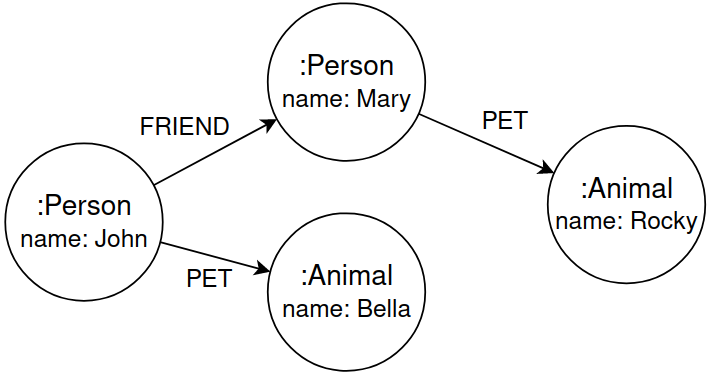 :Person
name: Mary
FRIEND
PET
:Person
name: John
:Animal
name: Rocky
PET
:Animal
name: Bella